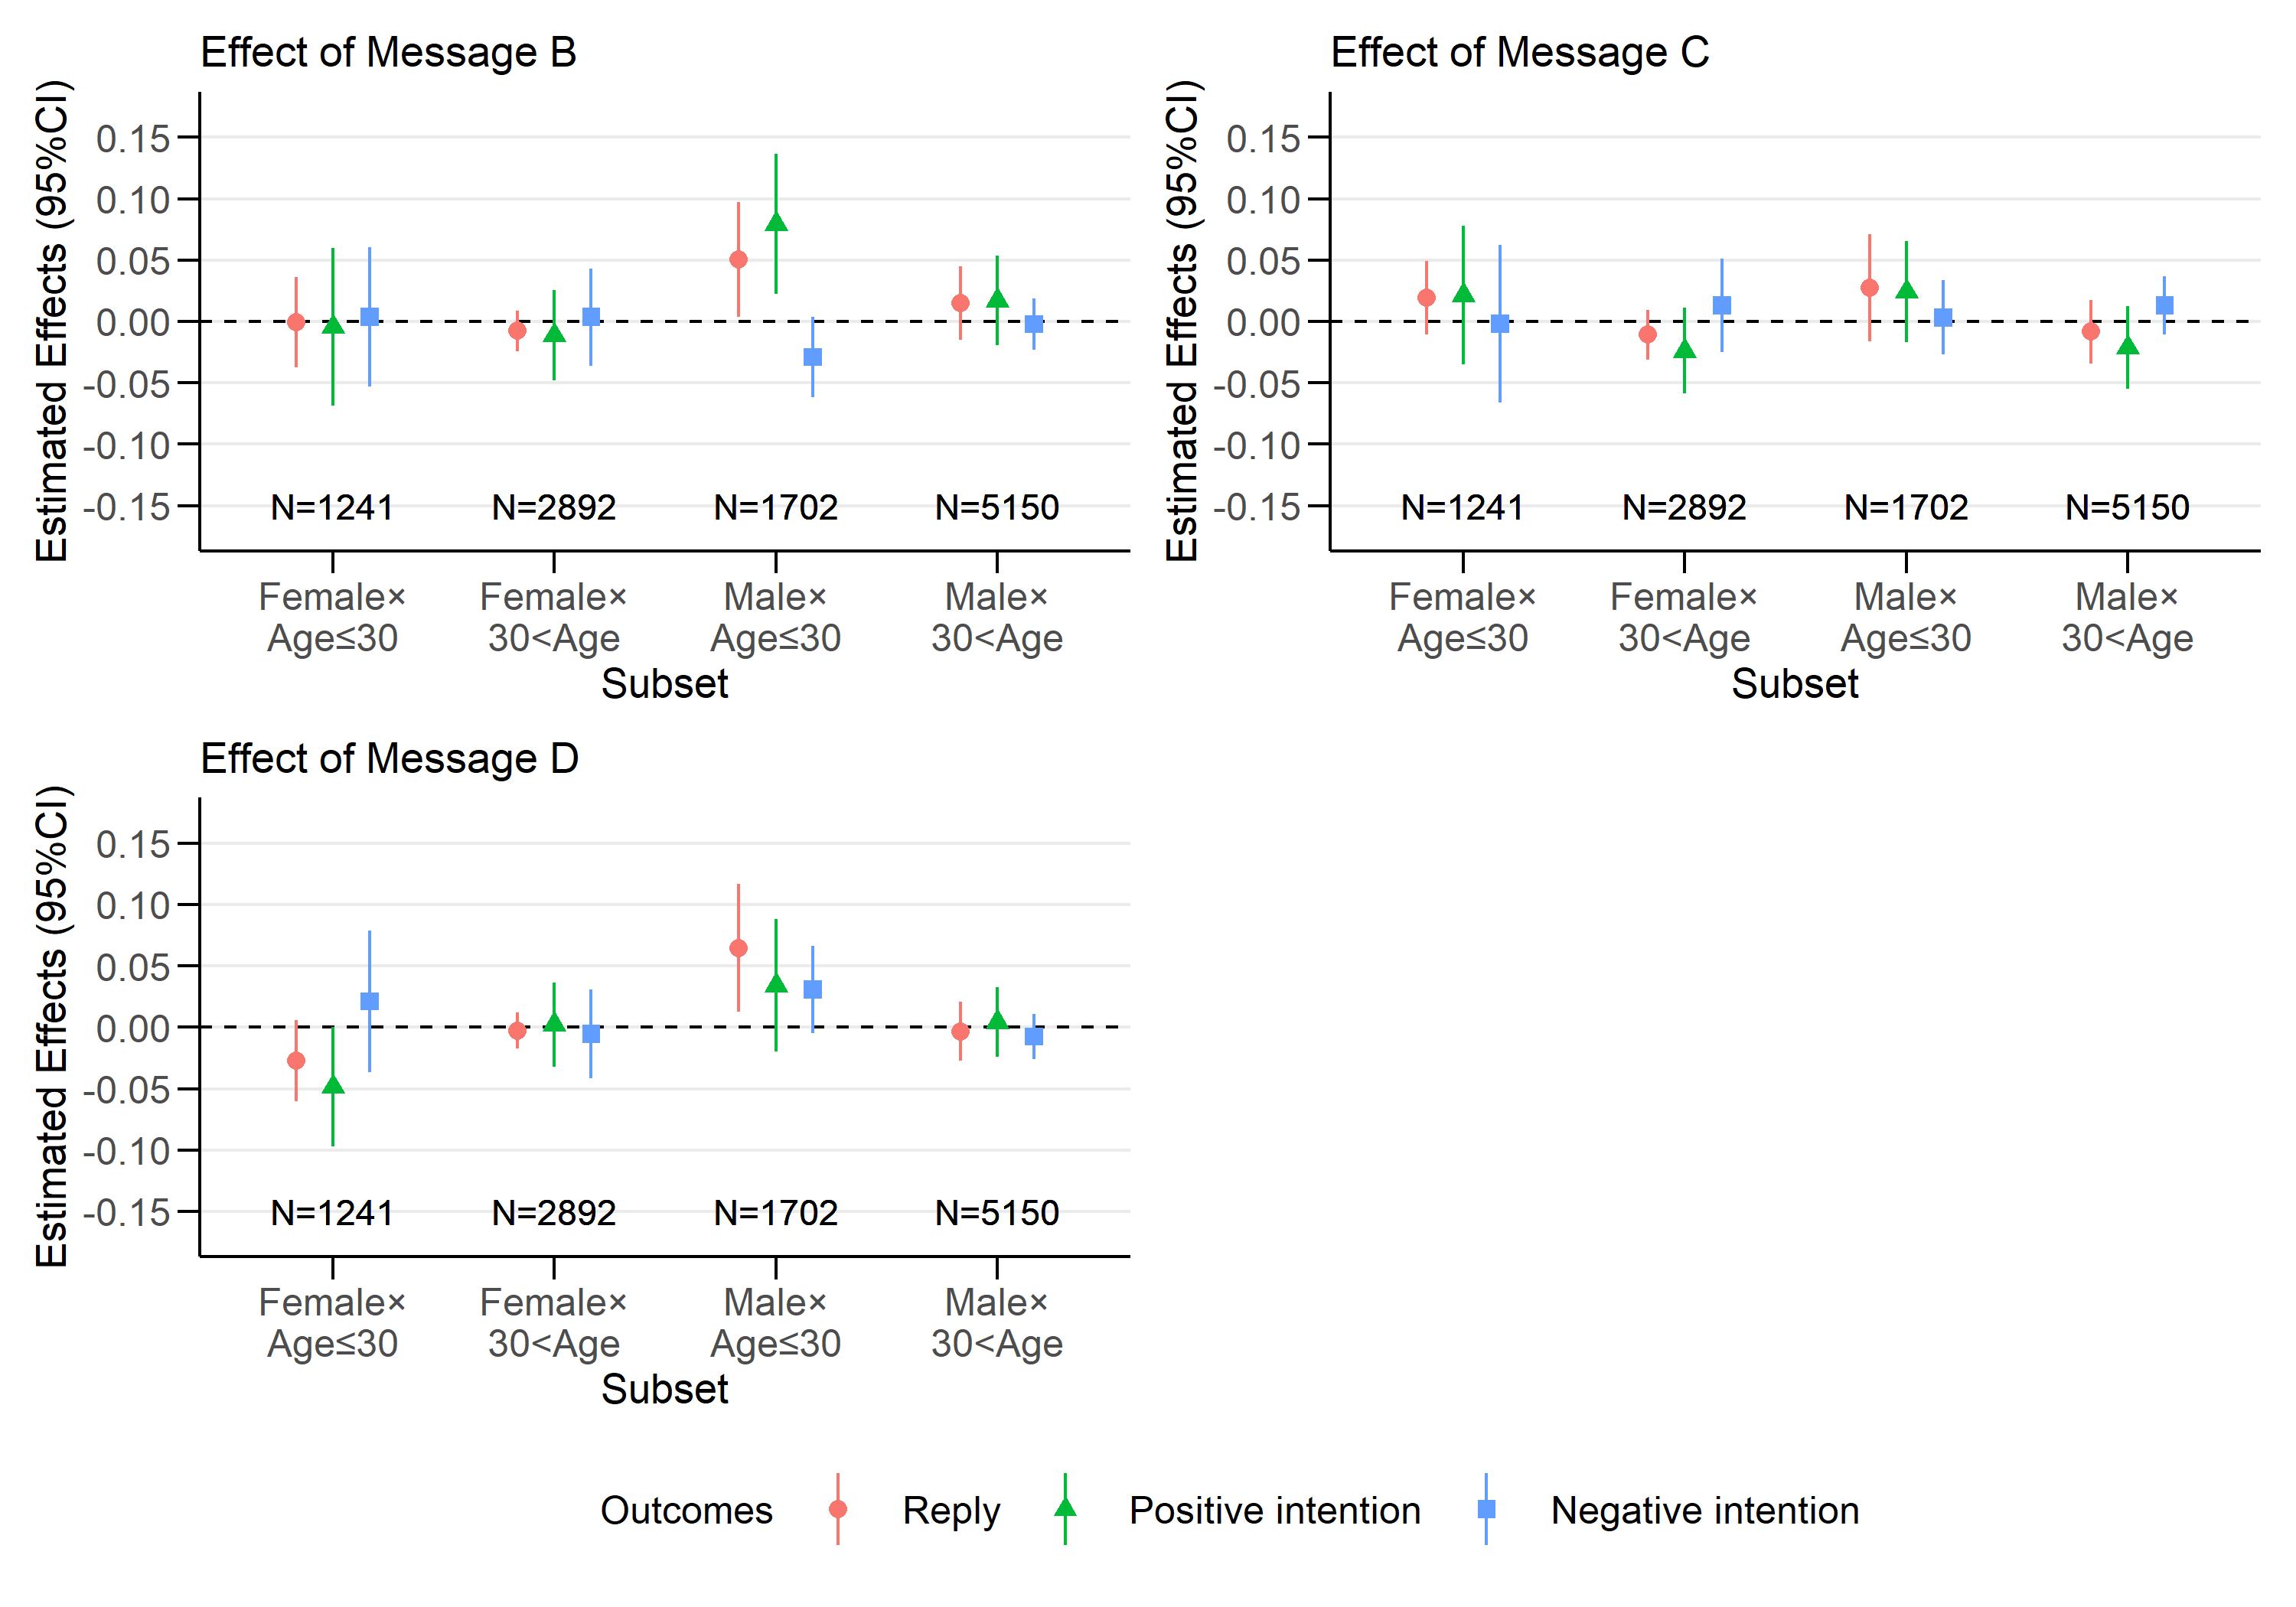 Effect of Message B
Estimated Effects (95%CI)
0.15
0.10
0.05
0.00
-0.05
-0.10
-0.15
N=1241 N=2892 N=1702 N=5150
Female× Female× Male× Male×
Age≤30 30<Age Age≤30 30<Age
Subset
Effect of Message C
Estimated Effects (95%CI)
0.15
0.10
0.05
0.00
-0.05
-0.10
-0.15
N=1241 N=2892 N=1702 N=5150
Female× Female× Male× Male×
Age≤30 30<Age Age≤30 30<Age
Subset
Effect of Message D
Estimated Effects (95%CI)
0.15
0.10
0.05
0.00
-0.05
-0.10
-0.15
N=1241 N=2892 N=1702 N=5150
Female× Female× Male× Male×
Age≤30 30<Age Age≤30 30<Age
Subset
Outcomes Reply Positive intention Negative intention